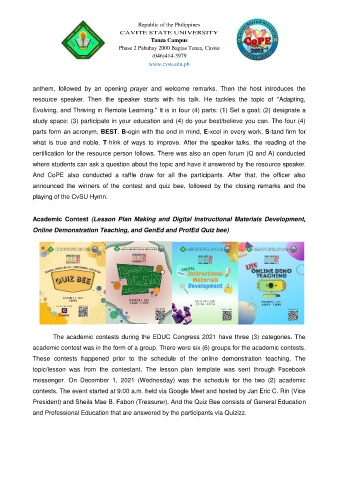 Republic of the Philippines
CAVITE STATE UNIVERSITY
Tanza Campus
Phase 2 Pabahay 2000 Bagtas Tanza, Cavite
(046)414-3979
www.cvsu.edu.ph
anthem, followed by an opening prayer and welcome remarks. Then the host introduces the
resource speaker. Then the speaker starts with his talk. He tackles the topic of "Adapting,
Evolving, and Thriving in Remote Learning." It is in four (4) parts: (1) Set a goal; (2) designate a
study space; (3) participate in your education and (4) do your best/believe you can. The four (4)
parts form an acronym, BEST. B-egin with the end in mind, E-xcel in every work, S-tand firm for
what is true and noble, T-hink of ways to improve. After the speaker talks, the reading of the
certification for the resource person follows. There was also an open forum (Q and A) conducted
where students can ask a question about the topic and have it answered by the resource speaker.
And CoPE also conducted a raffle draw for all the participants. After that, the officer also
announced the winners of the contest and quiz bee, followed by the closing remarks and the
playing of the CvSU Hymn.
Academic Contest (Lesson Plan Making and Digital Instructional Materials Development,
Online Demonstration Teaching, and GenEd and ProfEd Quiz bee)
QUIZ BEE
Instructional
Materials
Development
LIVE
ONLINE DEMO
TEACHING
The academic contests during the EDUC Congress 2021 have three (3) categories. The
academic contest was in the form of a group. There were six (6) groups for the academic contests.
These contests happened prior to the schedule of the online demonstration teaching. The
topic/lesson was from the contestant. The lesson plan template was sent through Facebook
messenger. On December 1, 2021 (Wednesday) was the schedule for the two (2) academic
contests. The event started at 9:00 a.m. held via Google Meet and hosted by Jan Eric C. Rin (Vice
President) and Sheila Mae B. Fabon (Treasurer). And the Quiz Bee consists of General Education
and Professional Education that are answered by the participants via Quizizz.